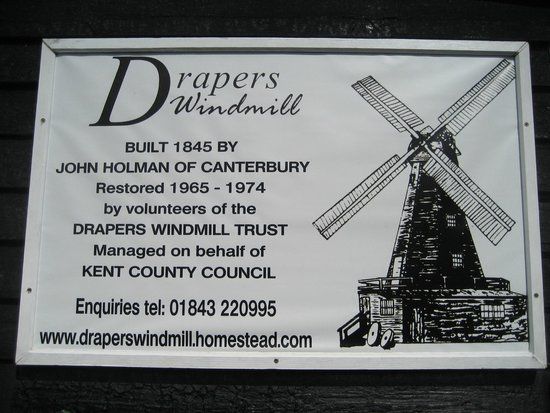 Drapers
Windmill
BUILT 1845 BY
JOHN HOLMAN OF CANTERBURY
Restored 1965 - 1974
by volunteers of the
DRAPERS WINDMILL TRUST
Managed on behalf of
KENT COUNTY COUNCIL
Enquiries tel: 01843 220995
www.draperswindmill.homestead.com